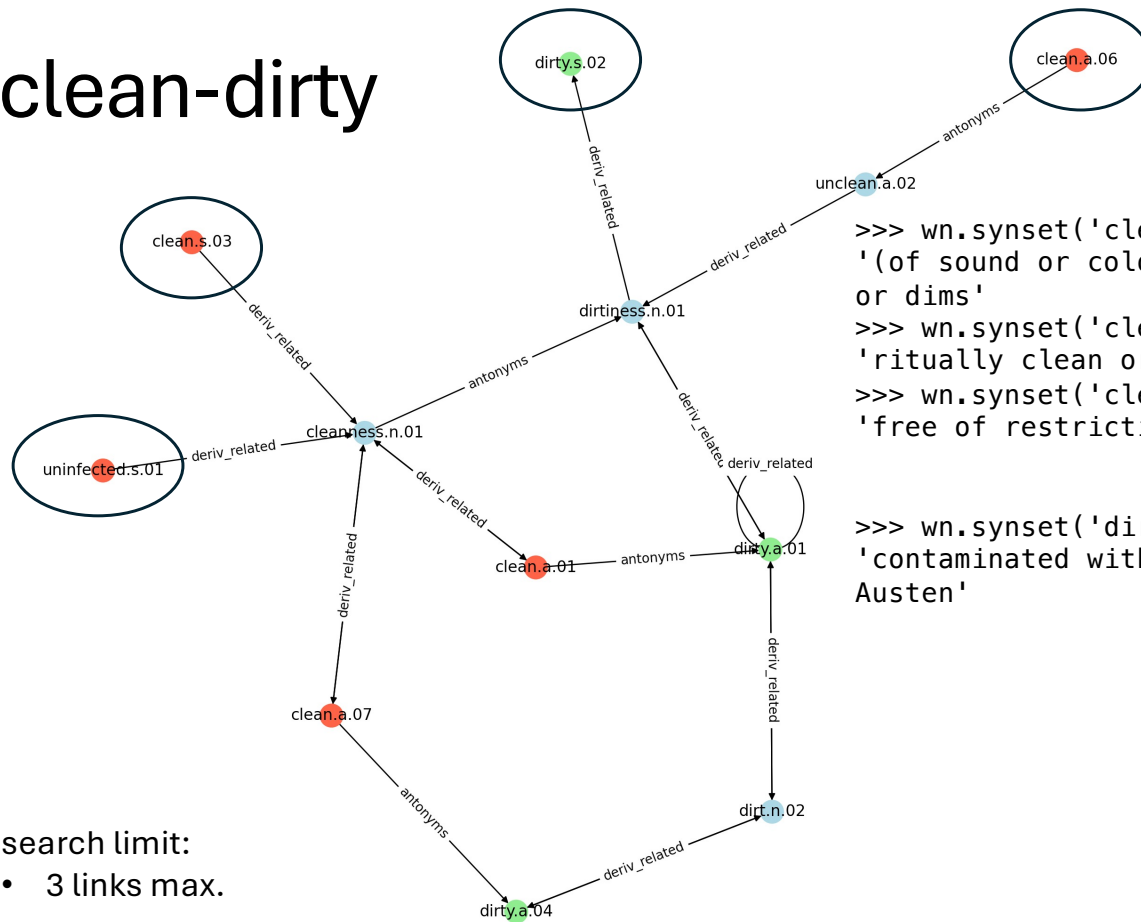 clean-dirty
dirty.s.02
clean.a.06
antonyms
deriv_related
unclean.a.02
clean.s.03
deriv_related
>>> wn.synset('cle
'(of sound or colo
or dims'
>>> wn.synset('cle
'ritually clean o
>>> wn.synset('cle
'free of restricti
deriv_related
dirtiness.n.01
antonyms
cleanness.n.01
deriv_related
uninfected.s.01
deriv_related
deriv_related
deriv_related
>>> wn.synset('di
'contaminated with
Austen'
clean.a.01
antonyms
dirty.a.01
deriv_related
deriv_related
clean.a.07
antonyms
dirt.n.02
deriv_related
dirty.a.04
search limit:
• 3 links max.